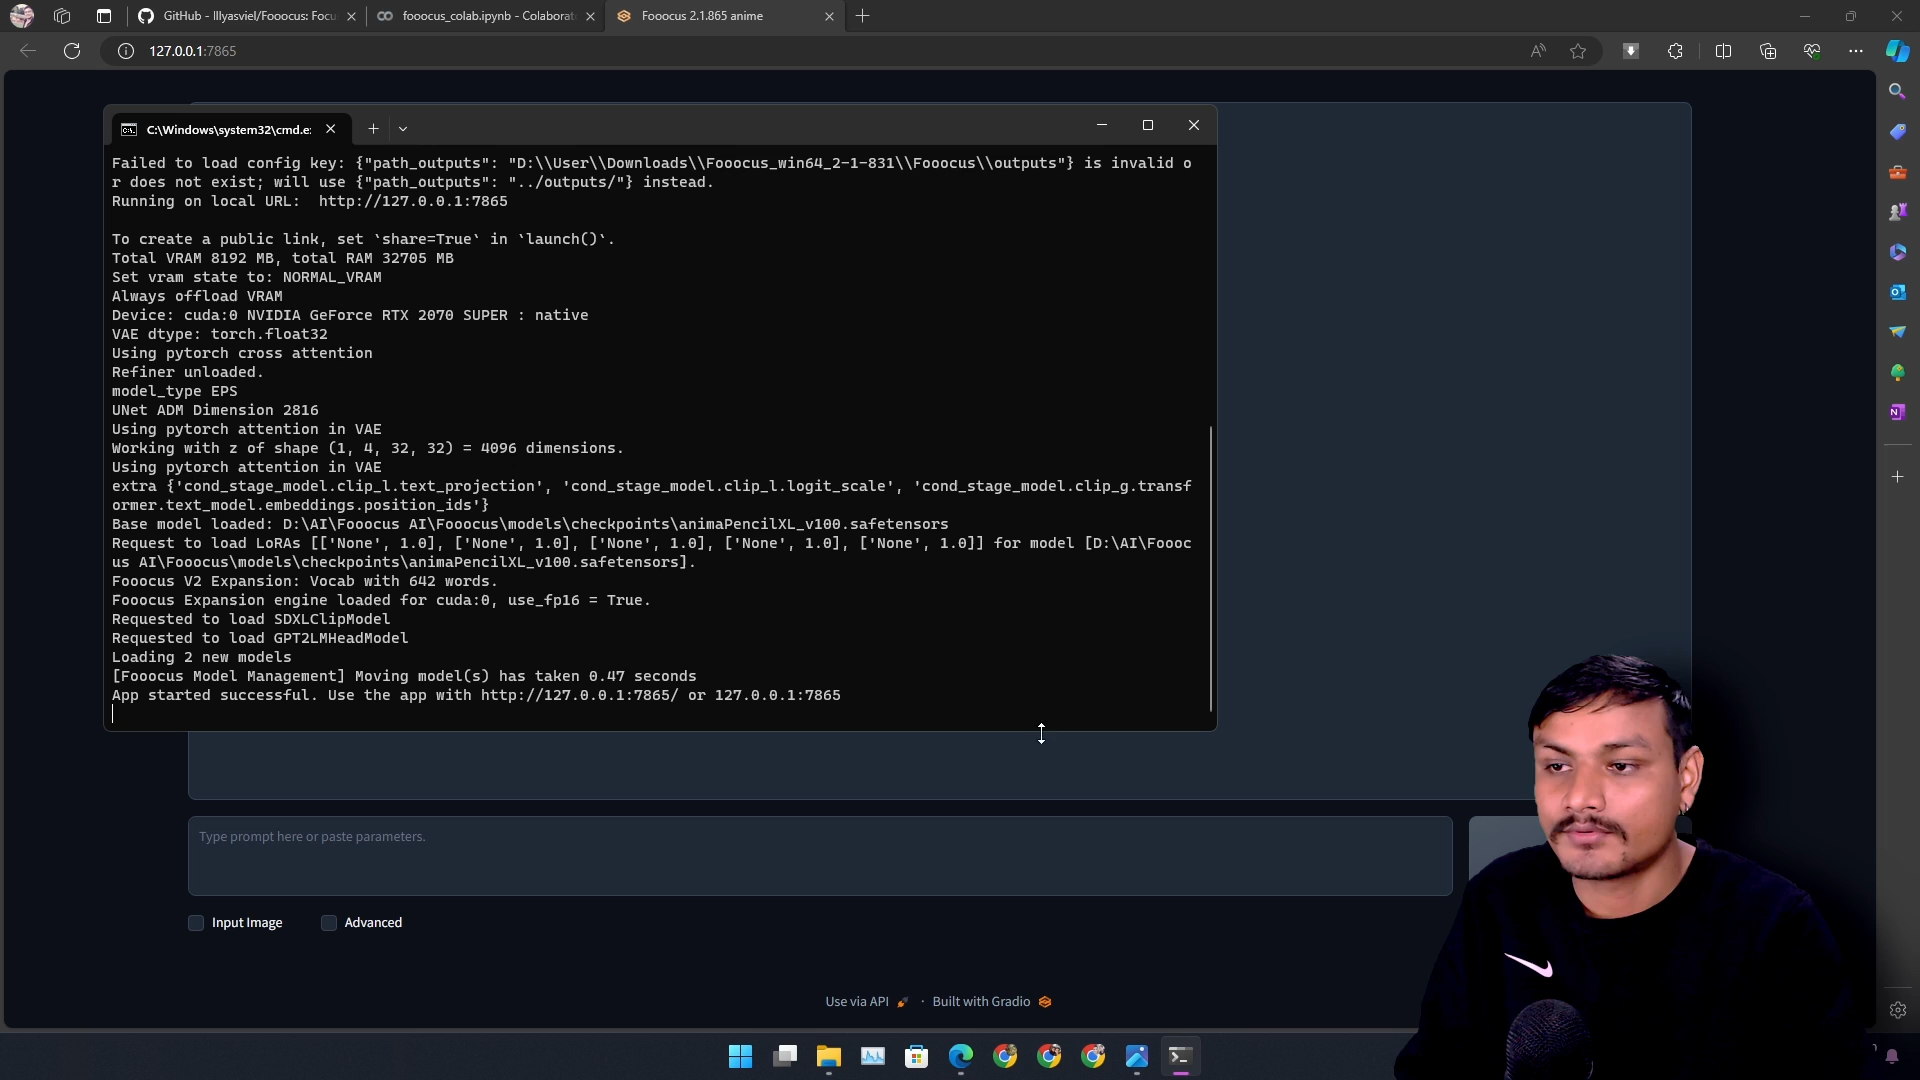 GitHub - lllyasviel/Fooocus: Focu
fooocus_colab.ipynb - Colaborat
Fooocus 2.1.865 anime
127.0.0.1:7865
C:\Windows\system32\cmd.e:
Failed to load config key: {"path_outputs": "D:\\User\\Downloads\\Fooocus_win64_2-1-831\\Fooocus\\outputs"} is invalid o
r does not exist; will use {"path_outputs": "../outputs/"} instead.
Running on local URL:  http://127.0.0.1:7865
To create a public link, set `share=True` in `launch()`.
Total VRAM 8192 MB, total RAM 32705 MB
Set vram state to: NORMAL_VRAM
Always offload VRAM
Device: cuda:0 NVIDIA GeForce RTX 2070 SUPER : native
VAE dtype: torch.float32
Using pytorch cross attention
Refiner unloaded.
model_type EPS
UNet ADM Dimension 2816
Using pytorch attention in VAE
Working with z of shape (1, 4, 32, 32) = 4096 dimensions.
Using pytorch attention in VAE
extra {'cond_stage_model.clip_l.text_projection', 'cond_stage_model.clip_l.logit_scale', 'cond_stage_model.clip_g.transf
ormer.text_model.embeddings.position_ids'}
Base model loaded: D:\AI\Fooocus AI\Fooocus\models\checkpoints\animaPencilXL_v100.safetensors
Request to load LoRAs [['None', 1.0], ['None', 1.0], ['None', 1.0], ['None', 1.0], ['None', 1.0]] for model [D:\AI\Foooc
us AI\Fooocus\models\checkpoints\animaPencilXL_v100.safetensors].
Fooocus V2 Expansion: Vocab with 642 words.
Fooocus Expansion engine loaded for cuda:0, use_fp16 = True.
Requested to load SDXLClipModel
Requested to load GPT2LMHeadModel
Loading 2 new models
[Fooocus Model Management] Moving model(s) has taken 0.47 seconds
App started successful. Use the app with http://127.0.0.1:7865/ or 127.0.0.1:7865
Type prompt here or paste parameters.
Input Image
Advanced
Use via API · Built with Gradio